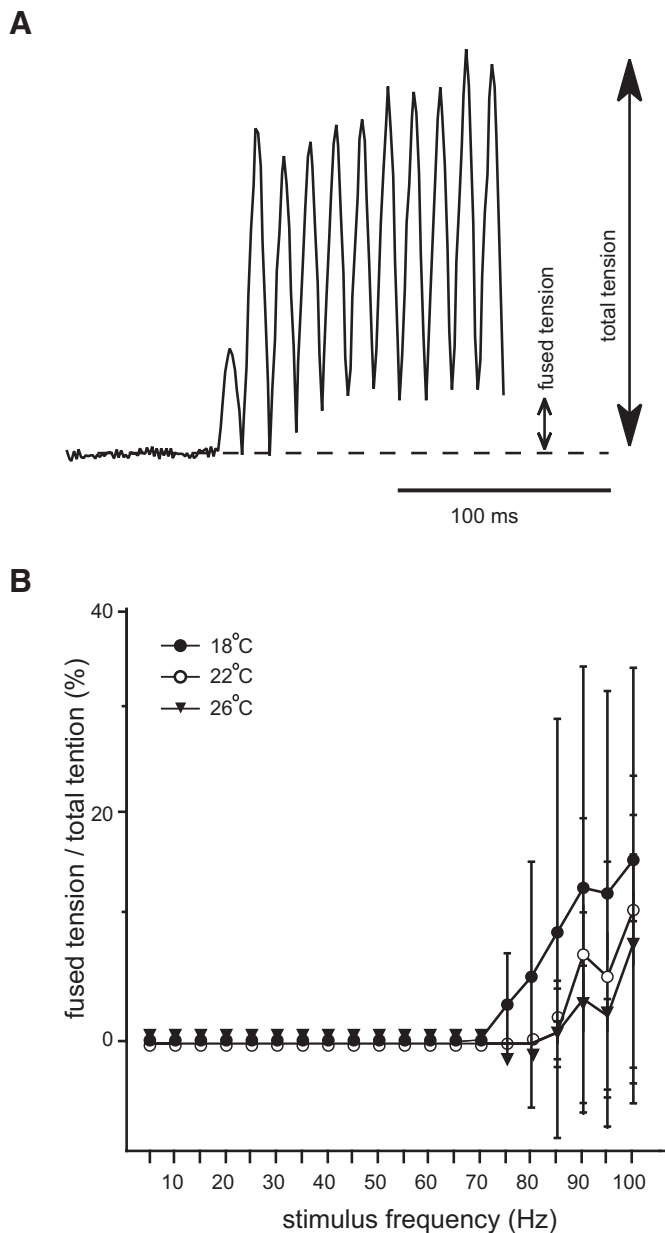 A
fused tension
total tension
100 ms
B
fused tension / total tention (%)
40
20
0
18°C
22°C
26°C
10 20 30 40 50 60 70 80 90 100
stimulus frequency (Hz)